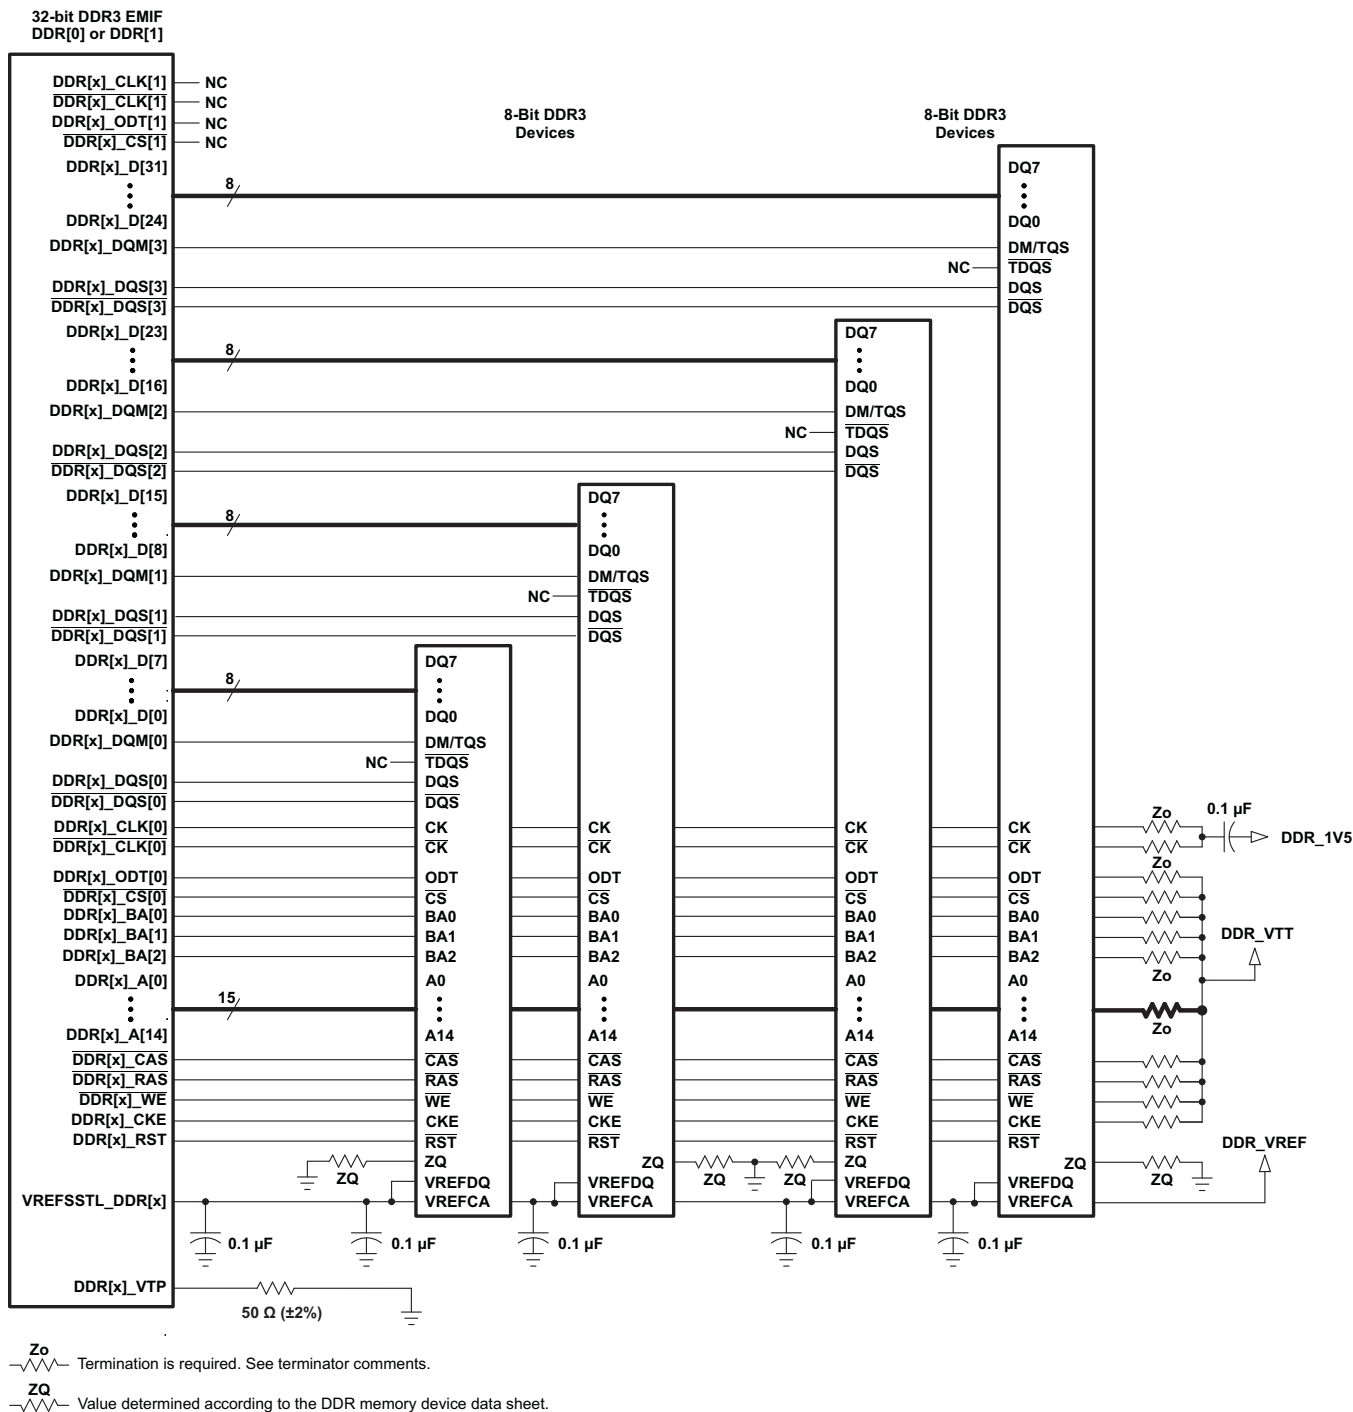 32-bit DDR3 EMIF
DDR[0] or DDR[1]
DDR[x]_CLK[1] NC
DDR[x]_CLK[1] NC
DDR[x]_ODT[1] NC
DDR[x]_CS[1] NC
8-Bit DDR3
Devices
8-Bit DDR3
Devices
DDR[x]_D[31] DQ7
8
DDR[x]_D[24] DQ0
DDR[x]_DQM[3] DM/TQS
NC TDQS
DDR[x]_DQS[3] DQS
DDR[x]_DQS[3] DQS
DDR[x]_D[23] DQ7
8
DDR[x]_D[16] DQ0
DDR[x]_DQM[2] DM/TQS
NC TDQS
DDR[x]_DQS[2] DQS
DDR[x]_DQS[2] DQS
DDR[x]_D[15] DQ7
8
DDR[x]_D[8] DQ0
DDR[x]_DQM[1] DM/TQS
NC TDQS
DDR[x]_DQS[1] DQS
DDR[x]_DQS[1] DQS
DDR[x]_D[7] DQ7
8
DDR[x]_D[0] DQ0
DDR[x]_DQM[0] DM/TQS
NC TDQS
DDR[x]_DQS[0] DQS
DDR[x]_DQS[0] DQS
Zo 0.1 µF
DDR[x]_CLK[0] CK CK CK CK
DDR_1V5
DDR[x]_CLK[0] CK CK CK CK
Zo
DDR[x]_ODT[0] ODT ODT ODT ODT
DDR[x]_CS[0] CS CS CS CS
DDR[x]_BA[0] BA0 BA0 BA0 BA0
DDR[x]_BA[1] BA1 BA1 BA1 BA1 DDR_VTT
DDR[x]_BA[2] BA2 BA2 BA2 BA2
Zo
DDR[x]_A[0] A0 A0 A0 A0
15
Zo
DDR[x]_A[14] A14 A14 A14 A14
DDR[x]_CAS CAS CAS CAS CAS
DDR[x]_RAS RAS RAS RAS RAS
DDR[x]_WE WE WE WE WE
DDR[x]_CKE CKE CKE CKE CKE
DDR[x]_RST RST RST RST RST DDR_VREF
ZQ ZQ ZQ ZQ
ZQ ZQ ZQ ZQ
VREFDQ VREFDQ VREFDQ VREFDQ
VREFSSTL_DDR[x] VREFCA VREFCA VREFCA VREFCA
0.1 µF 0.1 µF 0.1 µF 0.1 µF 0.1 µF
DDR[x]_VTP
50 Ω (±2%)
Zo
Termination is required. See terminator comments.
ZQ
Value determined according to the DDR memory device data sheet.